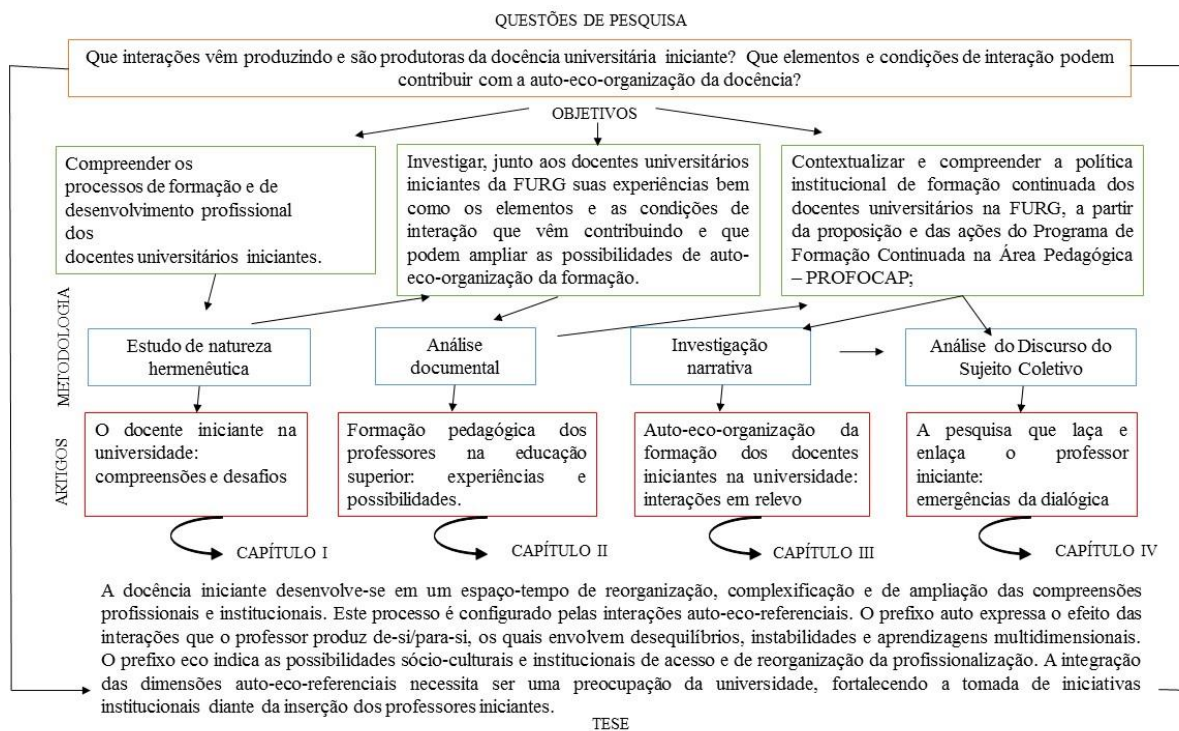 QUESTÕES DE PESQUISA
Que interações vêm produzindo e são produtoras da docência universitária iniciante? Que elementos e condições de interação podem
contribuir com a auto-eco-organização da docência?
OBJETIVOS
Compreender os
processos de formação e de
desenvolvimento profissional
dos
docentes universitários iniciantes.
Investigar, junto aos docentes universitários
iniciantes da FURG suas experiências bem
como os elementos e as condições de
interação que vêm contribuindo e que
podem ampliar as possibilidades de auto-
eco-organização da formação.
Contextualizar e compreender a política
institucional de formação continuada dos
docentes universitários na FURG, a partir
da proposição e das ações do Programa de
Formação Continuada na Área Pedagógica
– PROFOCAP;
METODOLOGIA
Estudo de natureza
hermenêutica
Análise
documental
Investigação
narrativa
Análise do Discurso do
Sujeito Coletivo
ARTIGOS
O docente iniciante na
universidade:
compreensões e desafios
Formação pedagógica dos
professores na educação
superior: experiências e
possibilidades.
Auto-eco-organização da
formação dos docentes
iniciantes na universidade:
interações em relevo
A pesquisa que laça e
enlaça o professor
iniciante:
emergências da dialógica
CAPÍTULO I
CAPÍTULO II
CAPÍTULO III
CAPÍTULO IV
A docência iniciante desenvolve-se em um espaço-tempo de reorganização, complexificação e de ampliação das compreensões
profissionais e institucionais. Este processo é configurado pelas interações auto-eco-referenciais. O prefixo auto expressa o efeito das
interações que o professor produz de-si/para-si, os quais envolvem desequilíbrios, instabilidades e aprendizagens multidimensionais.
O prefixo eco indica as possibilidades sócio-culturais e institucionais de acesso e de reorganização da profissionalização. A integração
das dimensões auto-eco-referenciais necessita ser uma preocupação da universidade, fortalecendo a tomada de iniciativas
institucionais diante da inserção dos professores iniciantes.
TESE